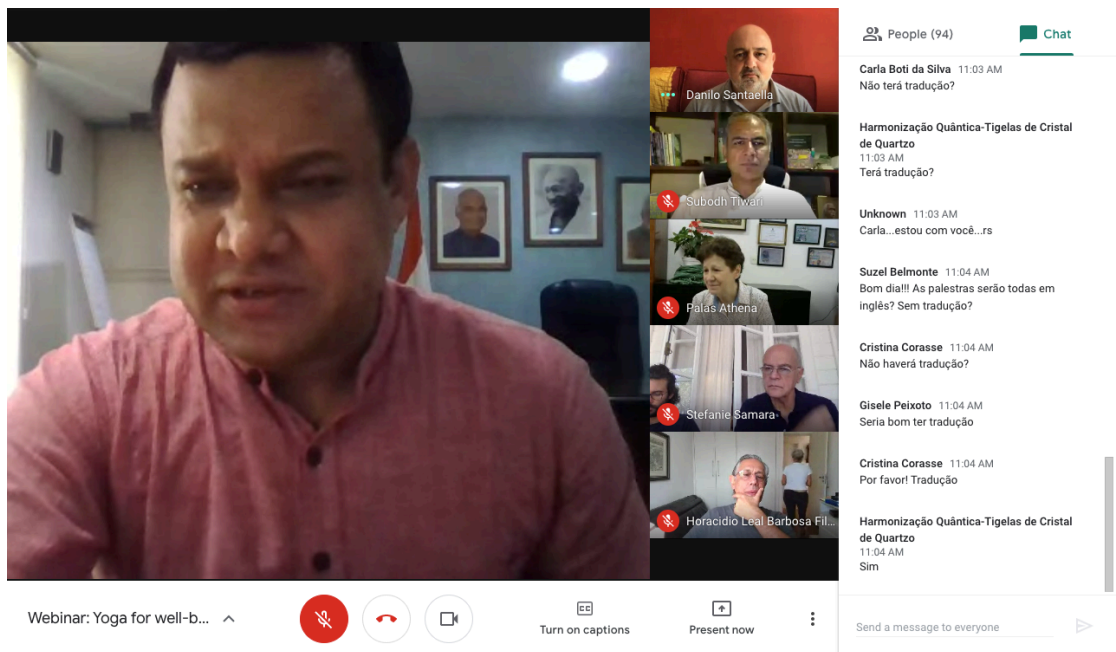 Danilo Santaella
Subodh Tiwari
Palas Athena
Stefanie Samara
Horacidio Leal Barbosa Fil...
Webinar: Yoga for well-b...
CC
Turn on captions
Present now
People (94)
Chat
Carla Boti da Silva 11:03 AM
Não terá tradução?
Harmonização Quântica-Tigelas de Cristal
de Quartzo
11:03 AM
Terá tradução?
Unknown 11:03 AM
Carla...estou com você...rs
Suzel Belmonte 11:04 AM
Bom dia!!! As palestras serão todas em
inglês? Sem tradução?
Cristina Corasse 11:04 AM
Não haverá tradução?
Gisele Peixoto 11:04 AM
Seria bom ter tradução
Cristina Corasse 11:04 AM
Por favor! Tradução
Harmonização Quântica-Tigelas de Cristal
de Quartzo
11:04 AM
Sim
Send a message to everyone